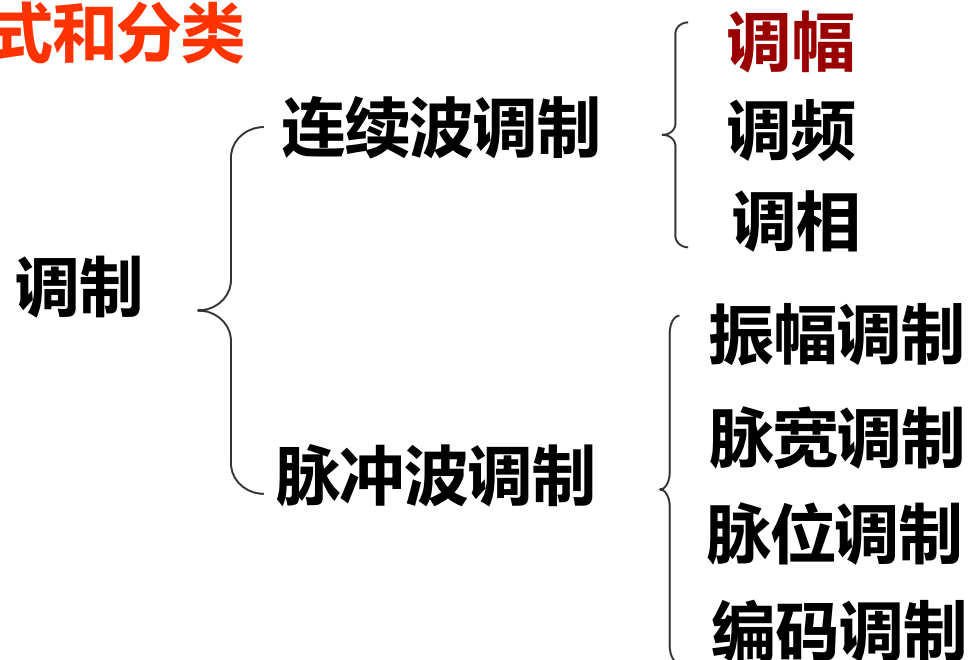 式和分类
调制
连续波调制
调幅
调频
调相
脉冲波调制
振幅调制
脉宽调制
脉位调制
编码调制